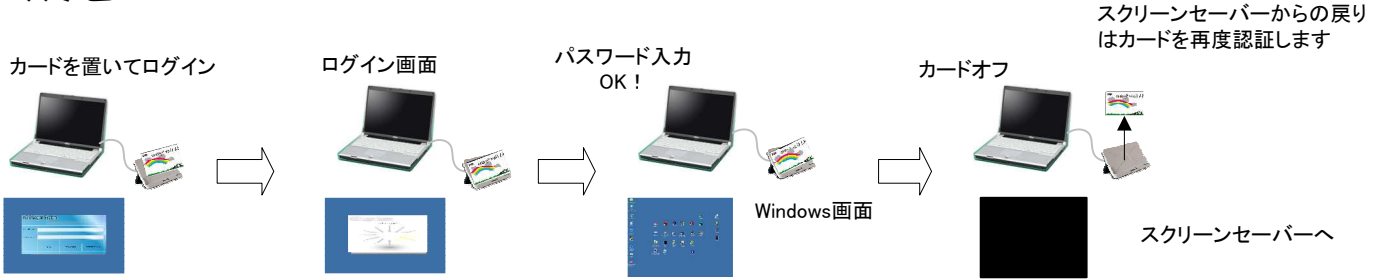 スクリーンセーバーからの戻り
はカードを再度認証します
カードを置いてログイン
ログイン画面
パスワード入力
OK！
カードオフ
Windows画面
スクリーンセーバーへ